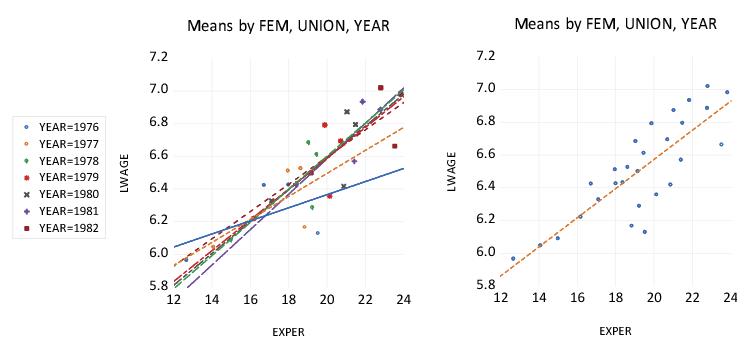 Means by FEM, UNION, YEAR
7.2
7.0
6.8
6.6
6.4
6.2
6.0
5.8
12
14
16
18
20
22
24
LWAGE
EXPER
YEAR=1976
YEAR=1977
YEAR=1978
YEAR=1979
YEAR=1980
YEAR=1981
YEAR=1982
Means by FEM, UNION, YEAR
7.2
7.0
6.8
6.6
6.4
6.2
6.0
5.8
12
14
16
18
20
22
24
LWAGE
EXPER